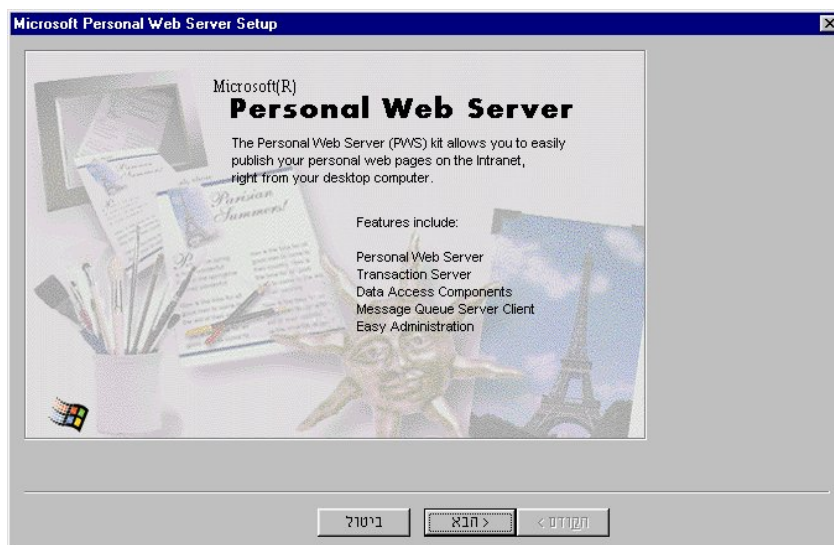 Microsoft Personal Web Server Setup
Microsoft(R)
Personal Web Server
The Personal Web Server (PWS) kit allows you to easily
publish your personal web pages on the Intranet,
right from your desktop computer.
Parisian
Summers!
Features include:
Personal Web Server
Transaction Server
Data Access Components
Message Queue Server Client
Easy Administration
< הקודם
הבא >
ביטול